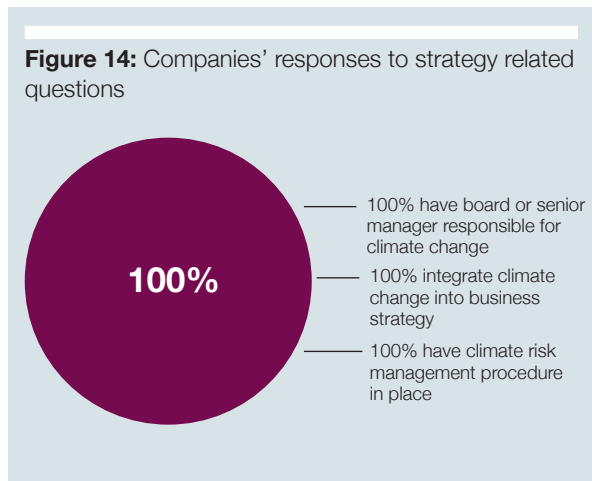 Figure 14: Companies’ responses to strategy related
questions
100%
100% have board or senior
manager responsible for
climate change
100% integrate climate
change into business
strategy
100% have climate risk
management procedure
in place